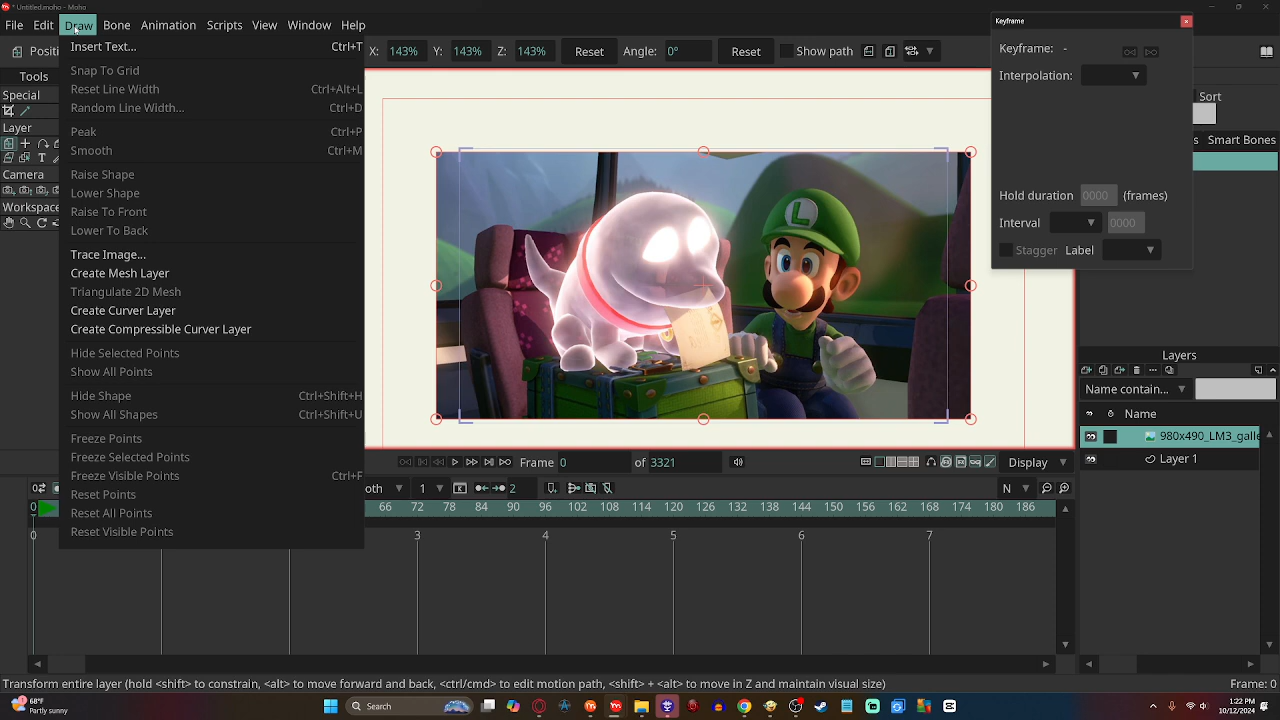 * Untitled.moho - Moho
File Edit Draw Bone Animation Scripts View Window Help
X: 143% Y: 143% Z: 143% Reset Angle: 0° Reset Show path
Tools
Special
Layer
Camera
Insert Text... Ctrl+T
Snap To Grid
Reset Line Width Ctrl+Alt+L
Random Line Width... Ctrl+D
Peak Ctrl+P
Smooth Ctrl+M
Raise Shape
Lower Shape
Raise To Front
Lower To Back
Trace Image...
Create Mesh Layer
Triangulate 2D Mesh
Create Curver Layer
Create Compressible Curver Layer
Hide Selected Points
Show All Points
Hide Shape Ctrl+Shift+H
Show All Shapes Ctrl+Shift+U
Freeze Points
Freeze Selected Points
Freeze Visible Points Ctrl+F
Reset Points
Reset All Points
Reset Visible Points
L
Keyframe
Keyframe: -
Interpolation:
Hold duration 0000 (frames)
Interval 0000
Stagger Label
Sort
Smart Bones
Layers
Name contain...
Name
980x490_LM3_galle
Layer 1
Frame 0 of 3321 Display
1 2 N
0 66 72 78 84 90 96 102 108 114 120 126 132 138 144 150 156 162 168 174 180 186
0 3 4 5 6 7
Transform entire layer (hold <shift> to constrain, <alt> to move forward and back, <ctrl/cmd> to edit motion path, <shift> + <alt> to move in Z and maintain visual size) Frame: 0
68°F
Partly sunny
Search
1:22 PM
10/12/2024